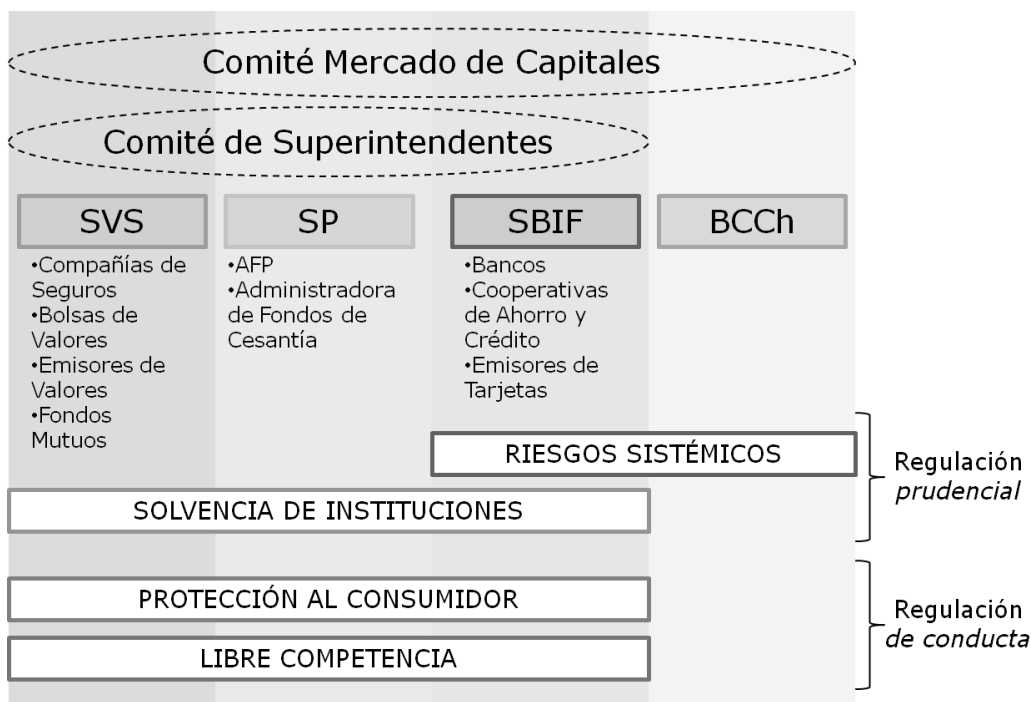 Comité Mercado de Capitales
Comité de Superintendentes
SVS
•Compañías de
Seguros
•Bolsas de
Valores
•Emisores de
Valores
•Fondos
Mutuos
SP
•AFP
•Administradora
de Fondos de
Cesantía
SBIF
•Bancos
•Cooperativas
de Ahorro y
Crédito
•Emisores de
Tarjetas
BCCh
RIESGOS SISTÉMICOS
SOLVENCIA DE INSTITUCIONES
Regulación
prudencial
PROTECCIÓN AL CONSUMIDOR
LIBRE COMPETENCIA
Regulación
de conducta